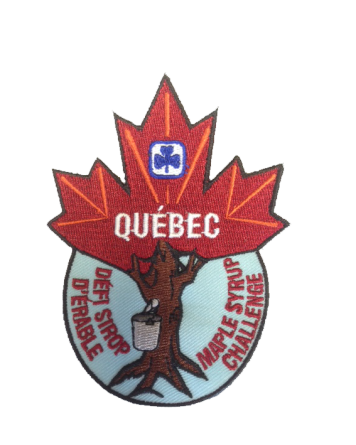 QUÉBEC
DÉFI SIROP
D'ÉRABLE
MAPLE SYRUP
CHALLENGE